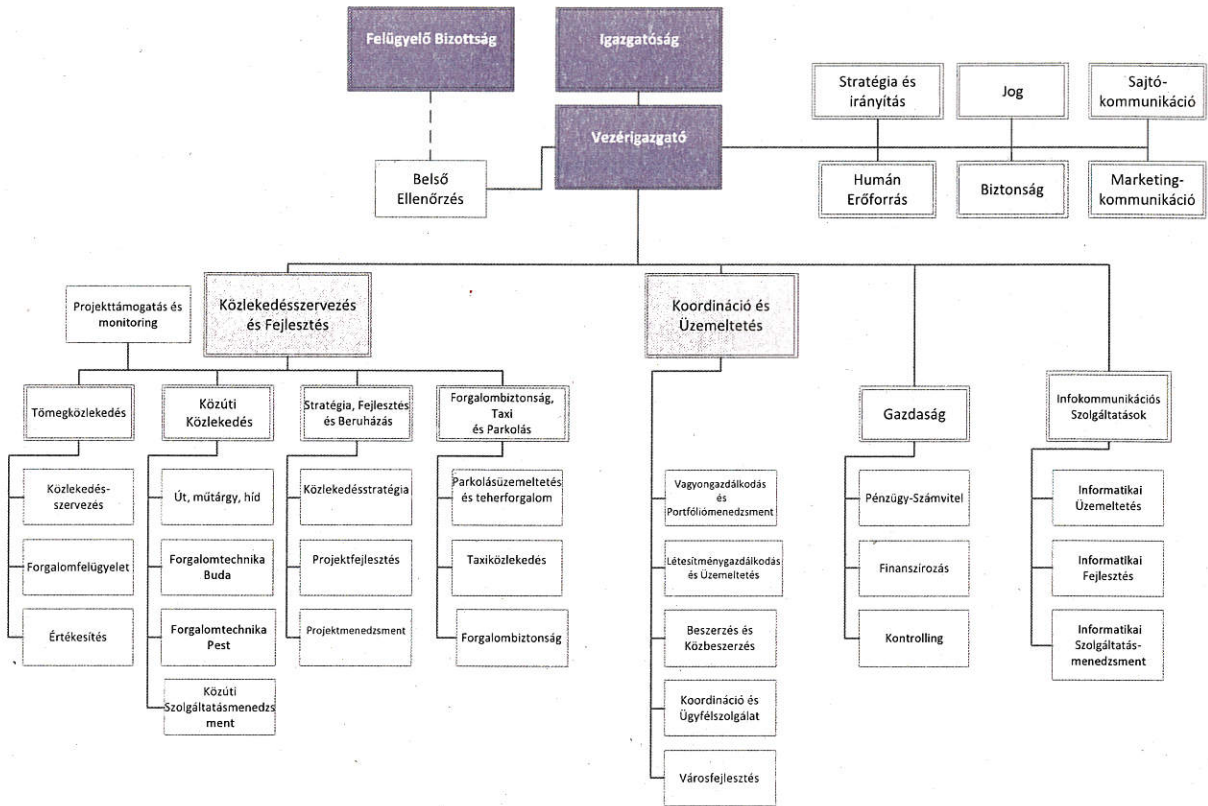 Felügyelő Bizottság
Igazgatóság
Vezérigazgató
Belső
Ellenőrzés
Stratégia és
irányítás
Jog
Sajtó-
kommunikáció
Humán
Erőforrás
Biztonság
Marketing-
kommunikáció
Projekttámogatás és
monitoring
Közlekedésszervezés
és Fejlesztés
Koordináció és
Üzemeltetés
Tömegközlekedés
Közúti
Közlekedés
Stratégia, Fejlesztés
és Beruházás
Forgalombiztonság,
Taxi
és Parkolás
Gazdaság
Infokommunikációs
Szolgáltatások
Közlekedés-
szervezés
Forgalomfelügyelet
Értékesítés
Út, műtárgy, híd
Forgalomtechnika
Buda
Forgalomtechnika
Pest
Közúti
Szolgáltatásmenedzs
ment
Közlekedésstratégia
Projektfejlesztés
Projektmenedzsment
Parkolásüzemeltetés
és teherforgalom
Taxiközlekedés
Forgalombiztonság
Vagyongazdálkodás
és
Portfóliómenedzsment
Létesítménygazdálkodás
és Üzemeltetés
Beszerzés és
Közbeszerzés
Koordináció és
Ügyfélszolgálat
Városfejlesztés
Pénzügy-Számvitel
Finanszírozás
Kontrolling
Informatikai
Üzemeltetés
Informatikai
Fejlesztés
Informatikai
Szolgáltatás-
menedzsment